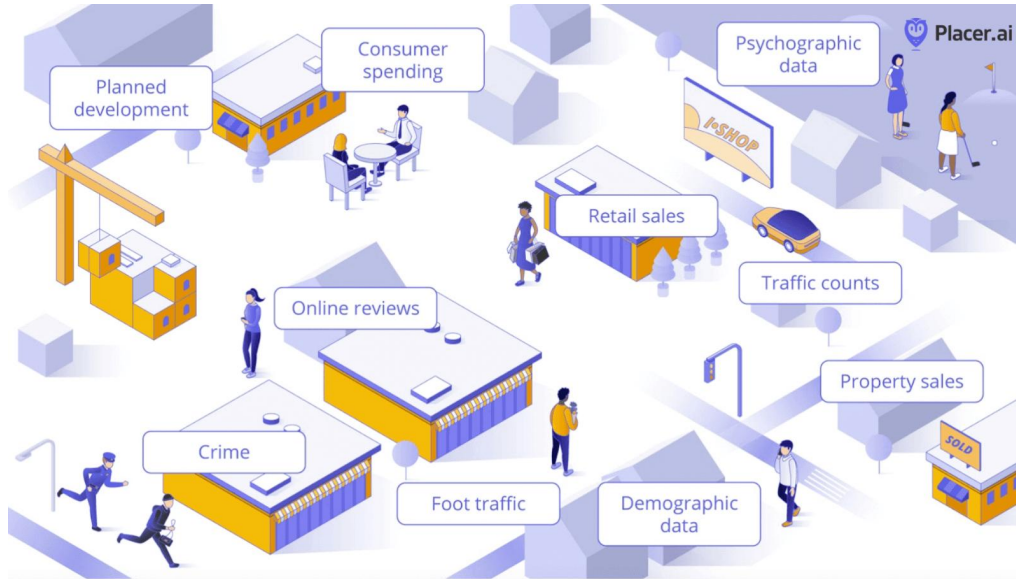 Placer.ai
Consumer
spending
Psychographic
data
Planned
development
I•SHOP
Retail sales
Traffic counts
Online reviews
Property sales
SOLD
Crime
Foot traffic
Demographic
data